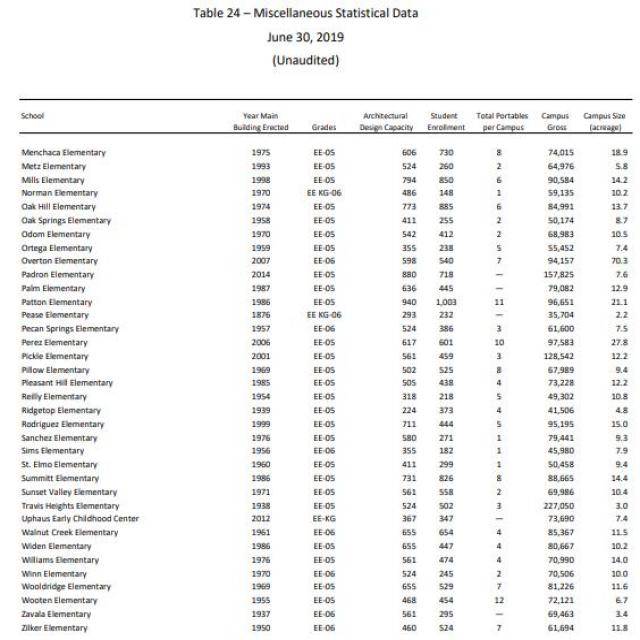 Table 24 – Miscellaneous Statistical Data
June 30, 2019
(Unaudited)
Year Main Architectural Student Total Portables Campus Campus Size
School Building Erected Grades Design Capacity Enrollment per Campus Gross (acreage)
Menchaca Elementary 1975 EE-05 606 730 8 74,015 18.9
Metz Elementary 1993 EE-05 524 260 2 64,976 5.8
Mills Elementary 1998 EE-05 794 850 6 90,584 14.2
Norman Elementary 1970 EE KG-06 486 148 1 59,135 10.2
Oak Hill Elementary 1974 EE-05 773 885 6 84,991 13.7
Oak Springs Elementary 1958 EE-05 411 255 2 50,174 8.7
Odom Elementary 1970 EE-05 542 412 2 68,983 10.5
Ortega Elementary 1959 EE-05 355 238 5 55,452 7.4
Overton Elementary 2007 EE-06 598 540 7 94,157 70.3
Padron Elementary 2014 EE-05 880 718 — 157,825 7.6
Palm Elementary 1987 EE-05 636 445 — 79,082 12.9
Patton Elementary 1986 EE-05 940 1,003 11 96,651 21.1
Pease Elementary 1876 EE KG-06 293 232 — 35,704 2.2
Pecan Springs Elementary 1957 EE-06 524 386 3 61,600 7.5
Perez Elementary 2006 EE-05 617 601 10 97,583 27.8
Pickle Elementary 2001 EE-05 561 459 3 128,542 12.2
Pillow Elementary 1969 EE-05 502 525 8 67,989 9.4
Pleasant Hill Elementary 1985 EE-05 505 438 4 73,228 12.2
Reilly Elementary 1954 EE-05 318 218 5 49,302 10.8
Ridgetop Elementary 1939 EE-05 224 373 4 41,506 4.8
Rodriguez Elementary 1999 EE-05 711 444 5 95,195 15.0
Sanchez Elementary 1976 EE-05 580 271 1 79,441 9.3
Sims Elementary 1956 EE-06 355 182 1 45,980 7.9
St. Elmo Elementary 1960 EE-05 411 299 1 50,458 9.4
Summitt Elementary 1986 EE-05 731 826 8 88,665 14.4
Sunset Valley Elementary 1971 EE-05 561 558 2 69,986 10.4
Travis Heights Elementary 1938 EE-05 524 502 3 227,050 3.0
Uphaus Early Childhood Center 2012 EE-KG 367 347 — 73,690 7.4
Walnut Creek Elementary 1961 EE-06 655 654 4 85,367 11.5
Widen Elementary 1986 EE-05 655 447 4 80,667 10.2
Williams Elementary 1976 EE-05 561 474 4 70,990 14.0
Winn Elementary 1970 EE-06 524 245 2 70,506 10.0
Wooldridge Elementary 1969 EE-05 655 529 7 81,226 11.6
Wooten Elementary 1955 EE-05 468 454 12 72,121 6.7
Zavala Elementary 1937 EE-06 561 295 — 69,463 3.4
Zilker Elementary 1950 EE-06 460 524 7 61,694 11.8